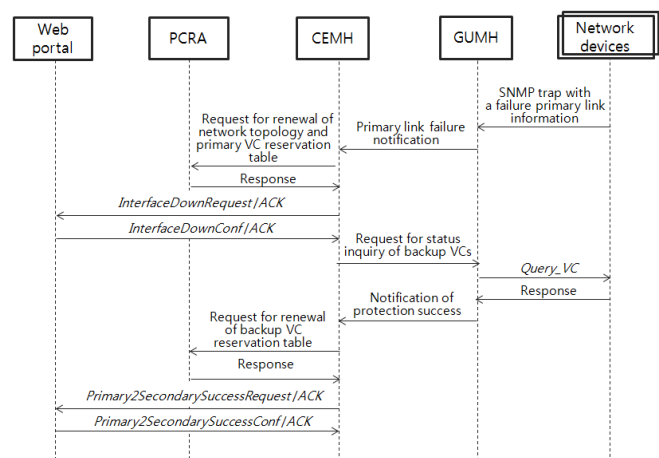 Web
portal
PCRA
CEMH
GUMH
Network
devices
SNMP trap with
a failure primary link
information
Request for renewal of
network topology and
primary VC reservation
table
Primary link failure
notification
Response
InterfaceDownRequest/ACK
InterfaceDownConf/ACK
Request for status
inquiry of backup VCs
Query_VC
Response
Notification of
protection success
Request for renewal
of backup VC
reservation table
Response
Primary2SecondarySuccessRequest/ACK
Primary2SecondarySuccessConf/ACK